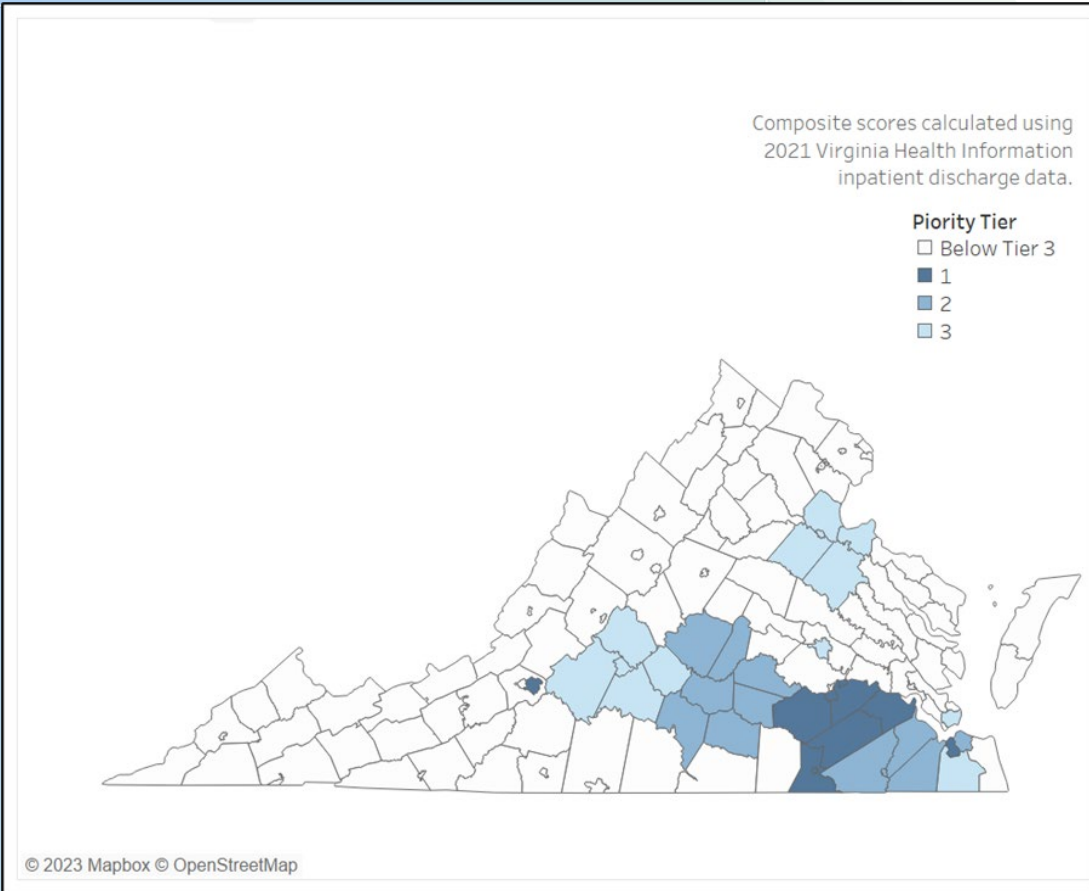 Composite scores calculated using
2021 Virginia Health Information
inpatient discharge data.
Piority Tier
Below Tier 3
1
2
3
© 2023 Mapbox © OpenStreetMap